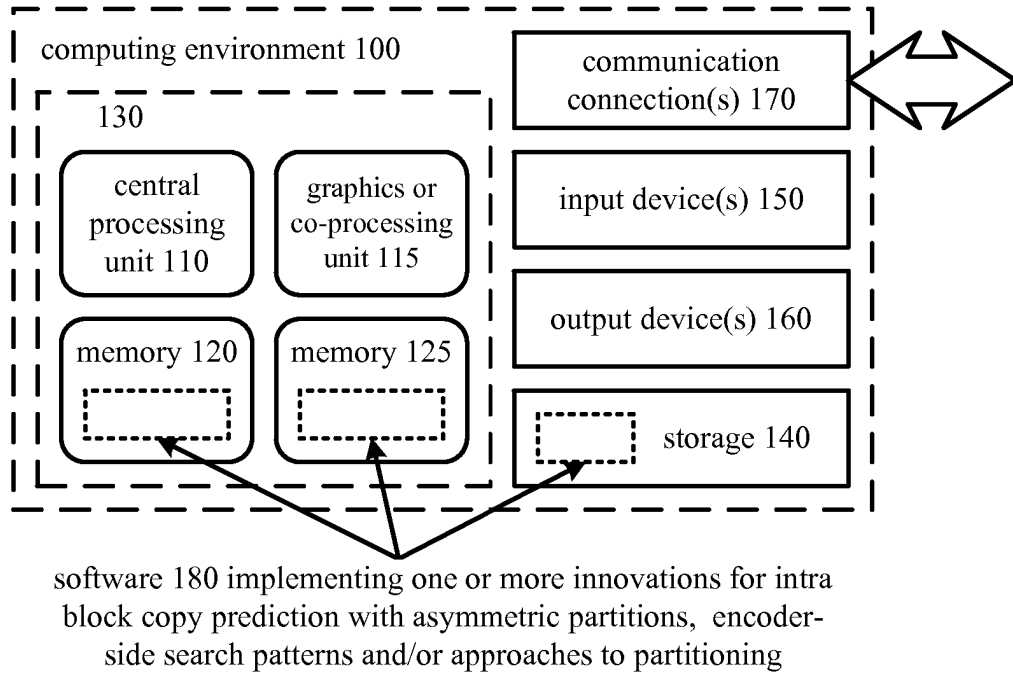 computing environment 100
130
central
processing
unit 110
graphics or
co-processing
unit 115
memory 120
memory 125
communication
connection(s) 170
input device(s) 150
output device(s) 160
storage 140
software 180 implementing one or more innovations for intra
block copy prediction with asymmetric partitions, encoder-
side search patterns and/or approaches to partitioning